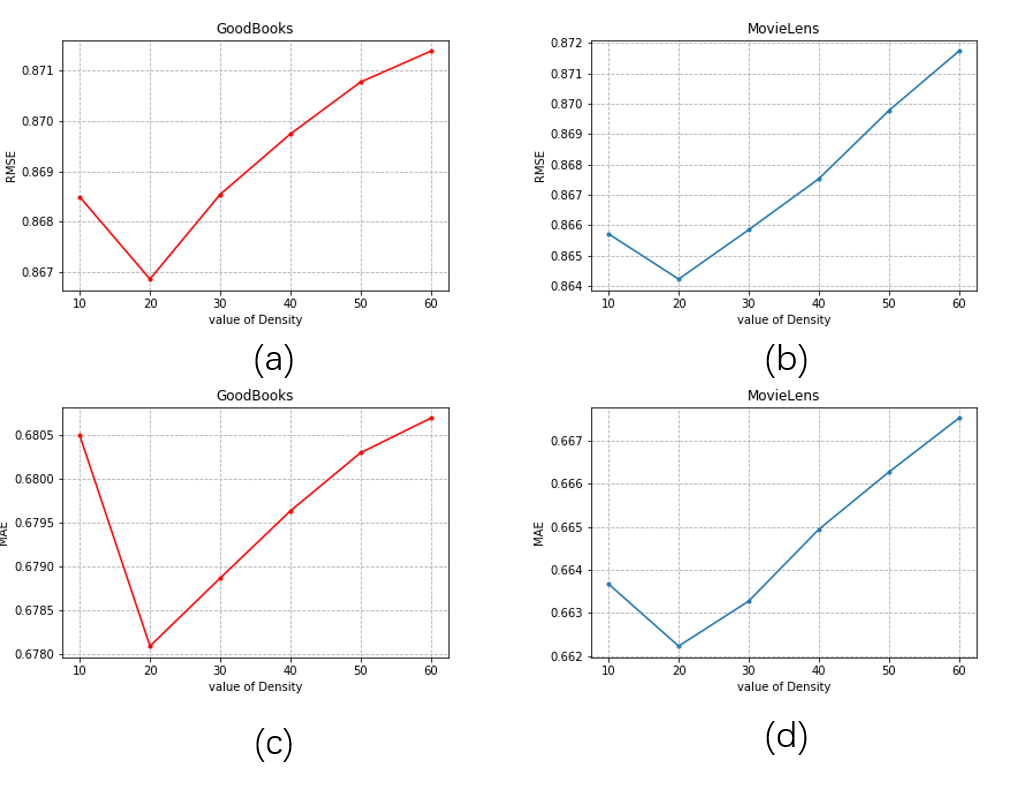 GoodBooks
MovieLens
0.871
0.870
0.869
0.868
0.867
RMSE
10 20 30 40 50 60
value of Density
0.872
0.871
0.870
0.869
0.868
0.867
0.866
0.865
0.864
RMSE
10 20 30 40 50 60
value of Density
(a)
(b)
GoodBooks
MovieLens
0.6805
0.6800
0.6795
0.6790
0.6785
0.6780
MAE
10 20 30 40 50 60
value of Density
0.667
0.666
0.665
0.664
0.663
0.662
MAE
10 20 30 40 50 60
value of Density
(c)
(d)